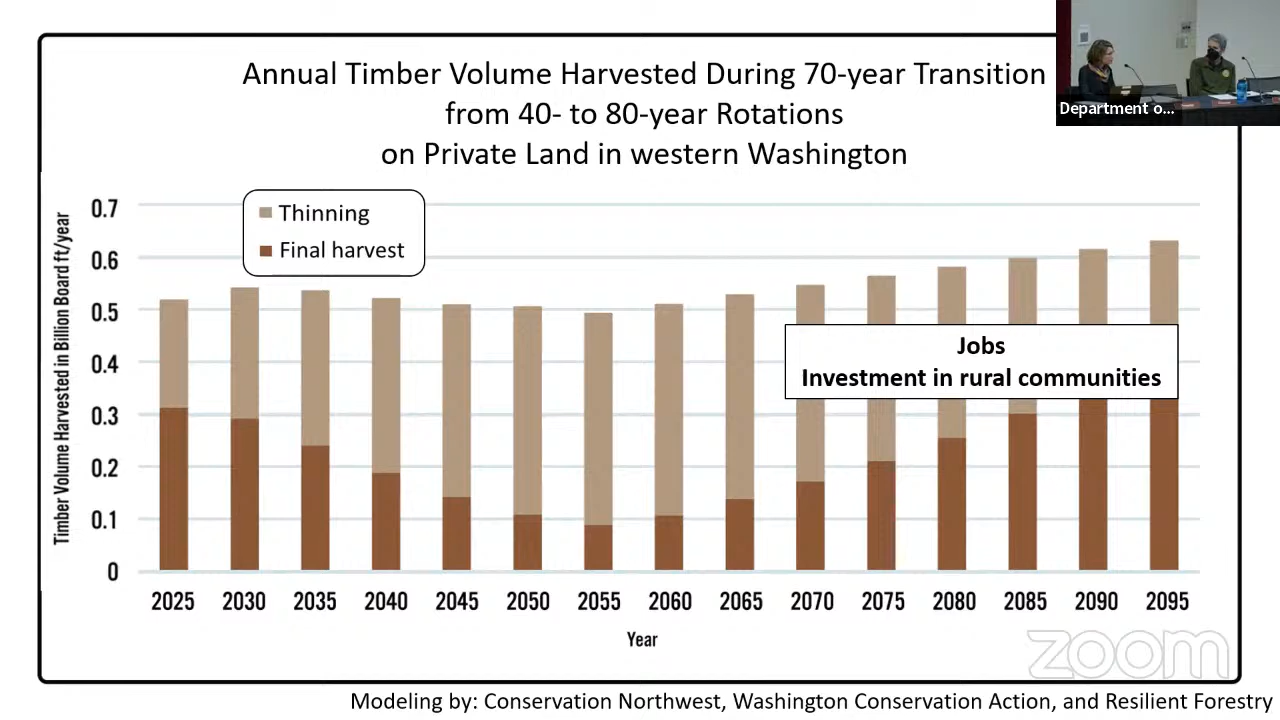 Annual Timber Volume Harvested During 70-year Transition
from 40- to 80-year Rotations
on Private Land in western Washington
Department o...
Timber Volume Harvested in Billion Board ft/year
Thinning
Final harvest
0.7
0.6
0.5
0.4
0.3
0.2
0.1
0
Jobs
Investment in rural communities
2025 2030 2035 2040 2045 2050 2055 2060 2065 2070 2075 2080 2085 2090 2095
Year
zoom
Modeling by: Conservation Northwest, Washington Conservation Action, and Resilient Forestry